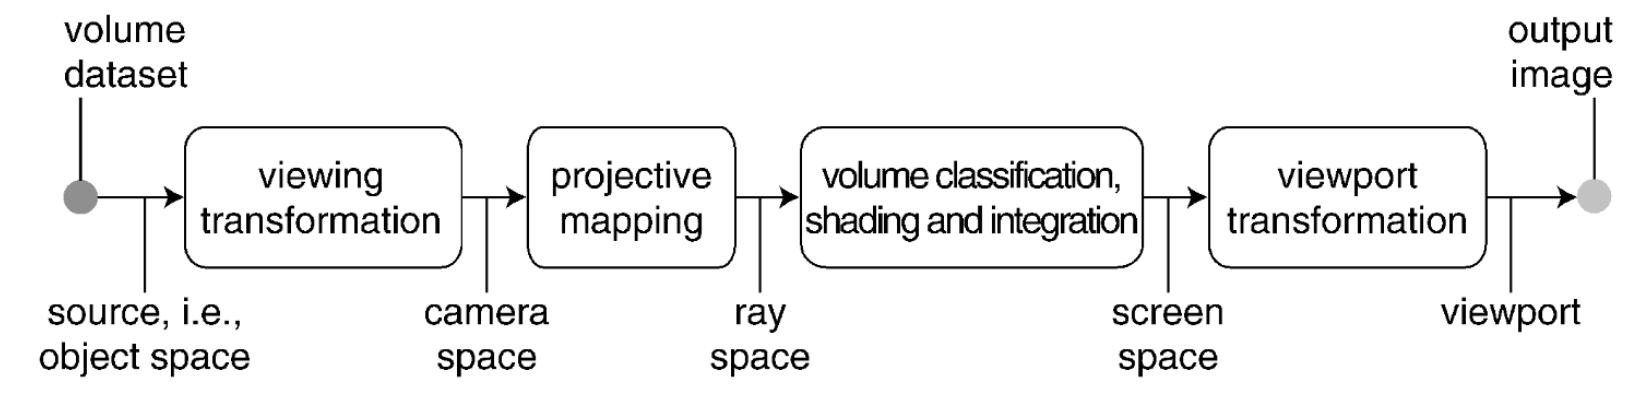 volume
dataset
output
image
viewing
transformation
projective
mapping
volume classification,
shading and integration
viewport
transformation
source, i.e.,
object space
camera
space
ray
space
screen
space
viewport